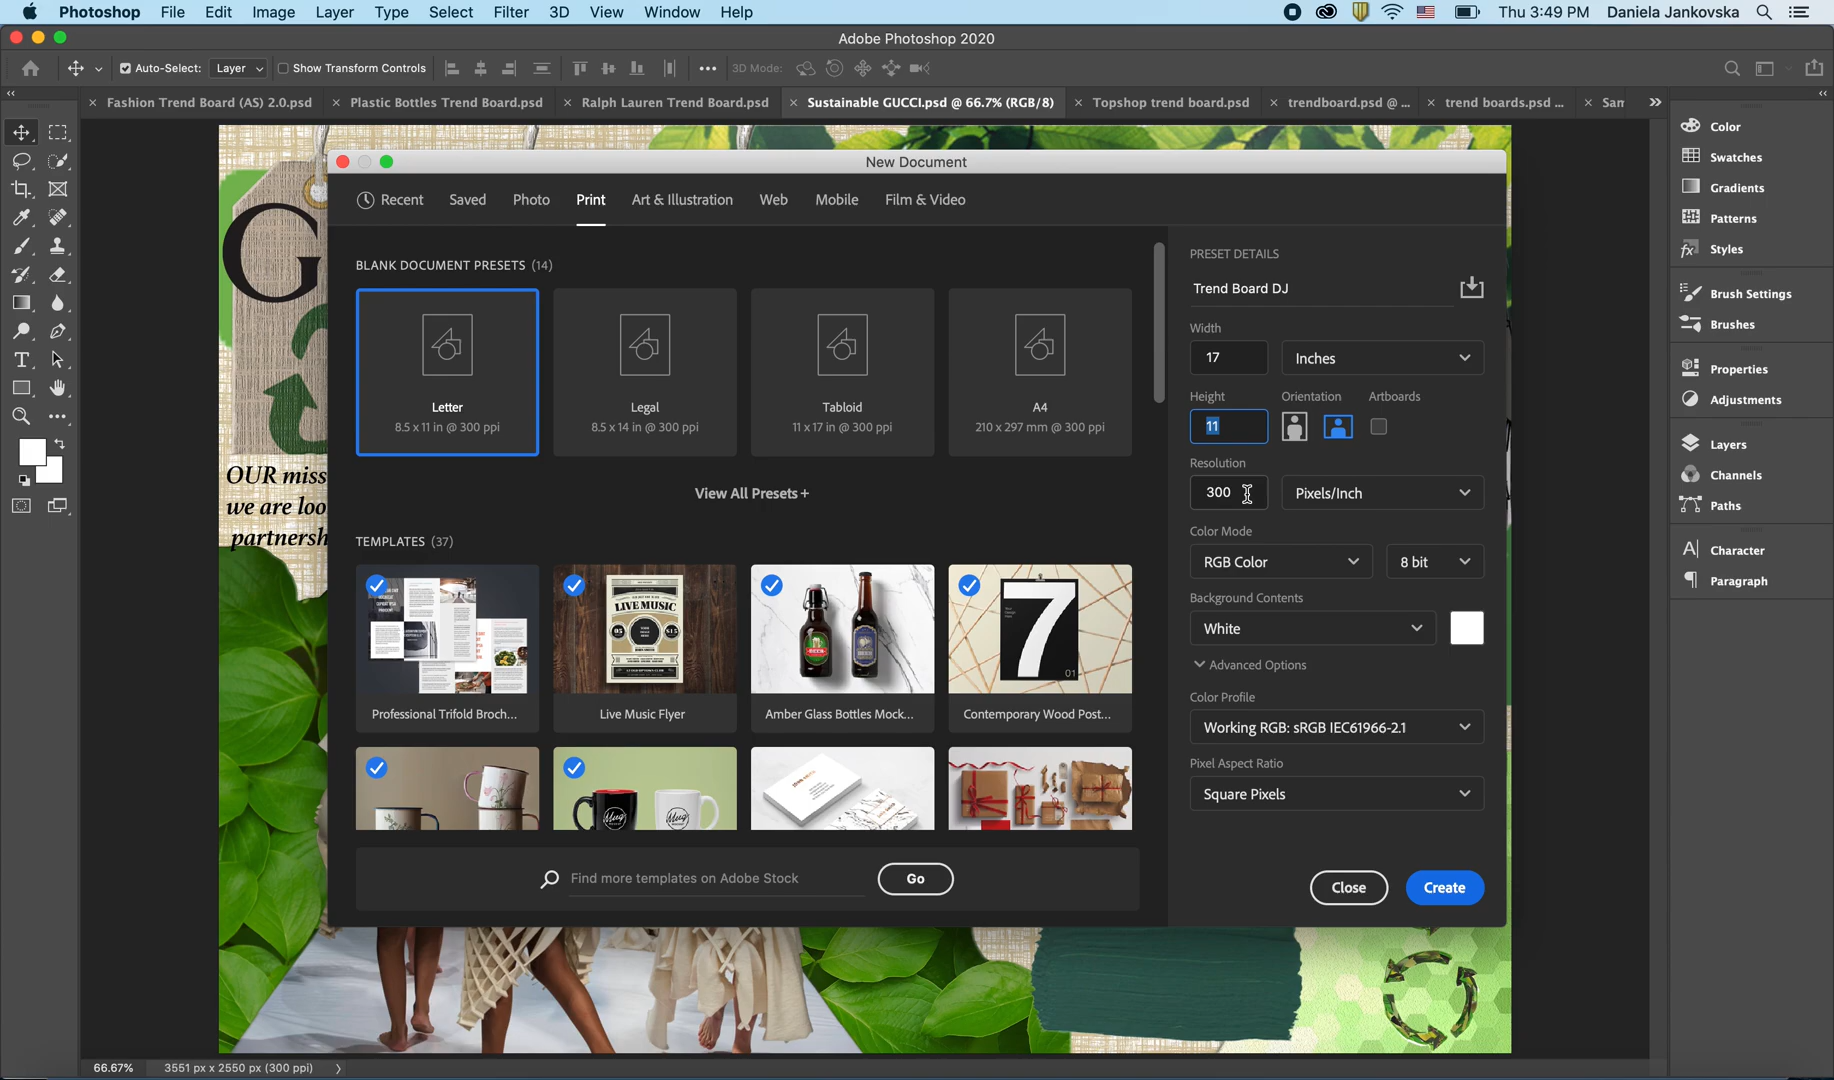 Photoshop File Edit Image Layer Type Select Filter 3D View Window Help Thu 3:49 PM Daniela Jankovska
Adobe Photoshop 2020
Auto-Select: Layer Show Transform Controls 3D Mode:
Fashion Trend Board (AS) 2.0.psd Plastic Bottles Trend Board.psd Ralph Lauren Trend Board.psd Sustainable GUCCI.psd @ 66.7% (RGB/8) Topshop trend board.psd trendboard.psd @ ... trend boards.psd ... San
New Document
Recent Saved Photo Print Art & Illustration Web Mobile Film & Video
BLANK DOCUMENT PRESETS (14)
Letter
8.5 x 11 in @ 300 ppi
Legal
8.5 x 14 in @ 300 ppi
Tabloid
11 x 17 in @ 300 ppi
A4
210 x 297 mm @ 300 ppi
View All Presets +
TEMPLATES (37)
LIVE MUSIC
05
$15
7
01
Professional Trifold Broch...
Live Music Flyer
Amber Glass Bottles Mock...
Contemporary Wood Post...
Mug
Mug
Find more templates on Adobe Stock Go
PRESET DETAILS
Trend Board DJ
Width
17 Inches
Height Orientation Artboards
11
Resolution
300 Pixels/Inch
Color Mode
RGB Color 8 bit
Background Contents
White
Advanced Options
Color Profile
Working RGB: sRGB IEC61966-2.1
Pixel Aspect Ratio
Square Pixels
Close Create
G
OUR miss
we are loo
partnersh
Color
Swatches
Gradients
Patterns
Styles
Brush Settings
Brushes
Properties
Adjustments
Layers
Channels
Paths
Character
Paragraph
66.67% 3551 px x 2550 px (300 ppi)